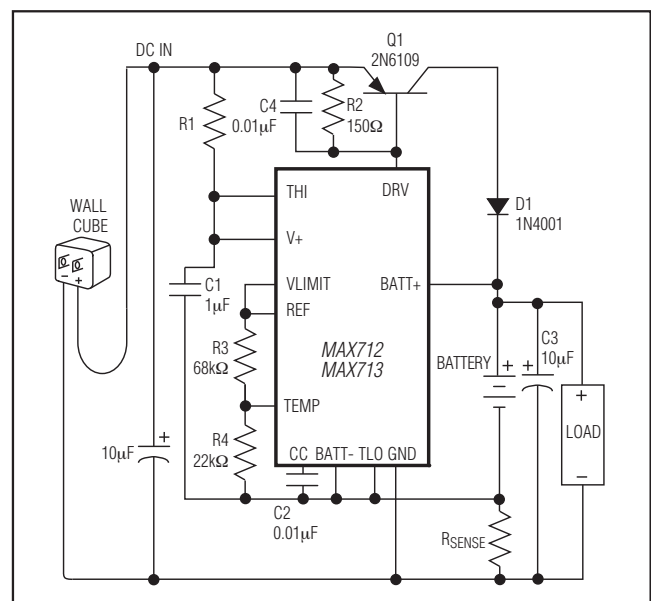 Q1
2N6109
DC IN
C4
0.01μF
R2
150Ω
R1
THI
DRV
WALL
CUBE
D1
1N4001
V+
C1
1μF
VLIMIT
BATT+
REF
R3
68kΩ
MAX712
MAX713
C3
10μF
BATTERY
TEMP
LOAD
R4
22kΩ
10μF
CC BATT- TLO GND
C2
0.01μF
RSENSE